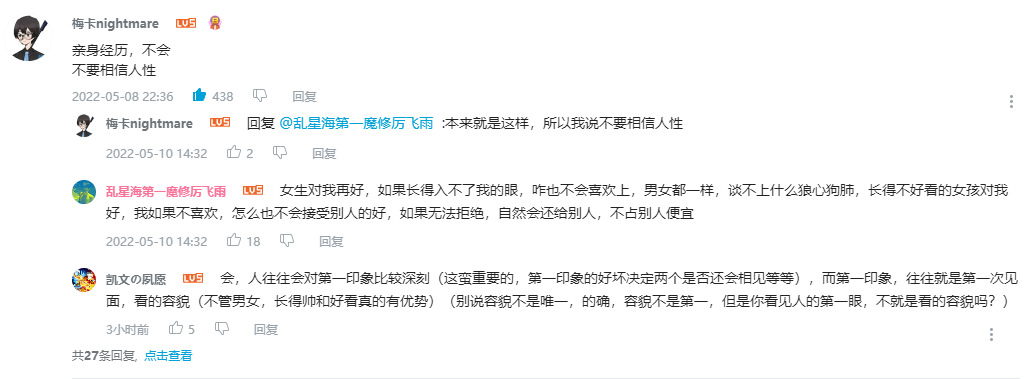 梅卡nightmare LV5
亲身经历，不会
不要相信人性
2022-05-08 22:36 438 回复
梅卡nightmare LV5 回复 @乱星海第一魔修厉飞雨 :本来就是这样，所以我说不要相信人性
2022-05-10 14:32 2 回复
乱星海第一魔修厉飞雨 LV5 女生对我再好，如果长得入不了我的眼，咋也不会喜欢上，男女都一样，谈不上什么狼心狗肺，长得不好看的女孩对我
好，我如果不喜欢，怎么也不会接受别人的好，如果无法拒绝，自然会还给别人，不占别人便宜
2022-05-10 14:32 18 回复
凯文の夙愿 LV5 会，人往往会对第一印象比较深刻（这蛮重要的，第一印象的好坏决定两个是否还会相见等等），而第一印象，往往就是第一次见
面，看的容貌（不管男女，长得帅和好看真的有优势）（别说容貌不是唯一，的确，容貌不是第一，但是你看见人的第一眼，不就是看的容貌吗？）
3小时前 5 回复
共27条回复, 点击查看